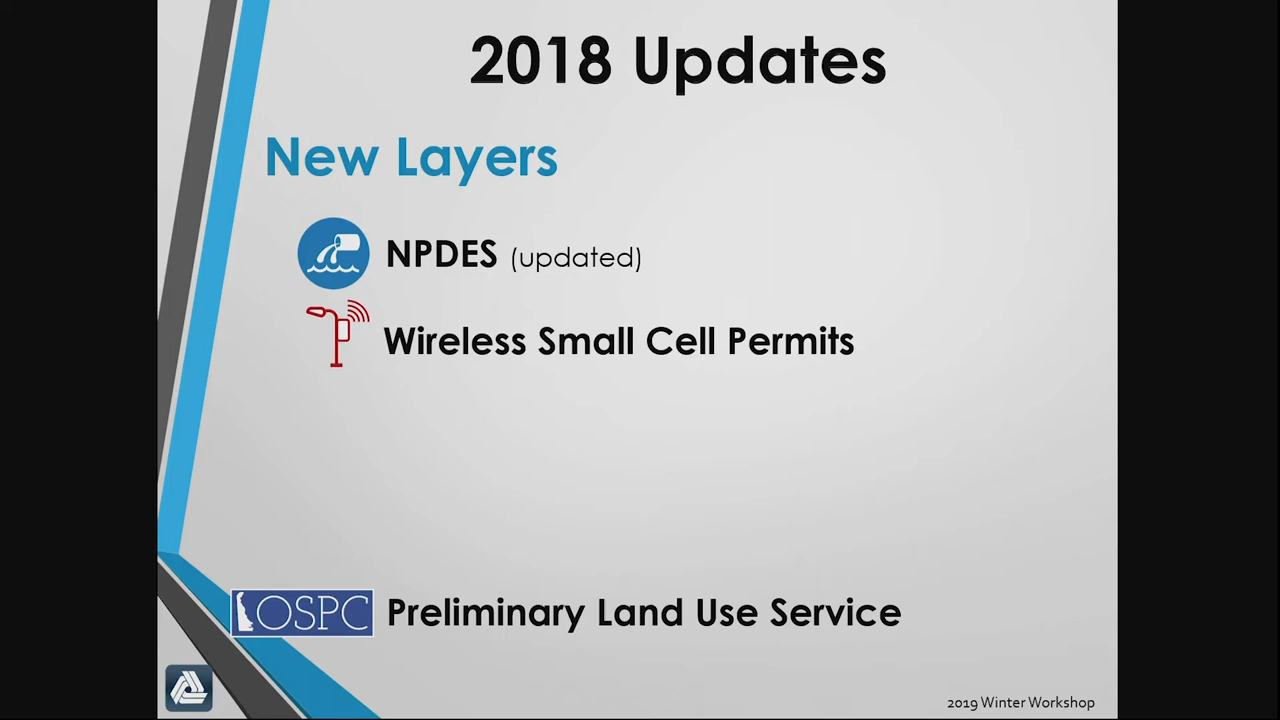 2018 Updates
New Layers
NPDES (updated)
Wireless Small Cell Permits
OSPC Preliminary Land Use Service
2019 Winter Workshop